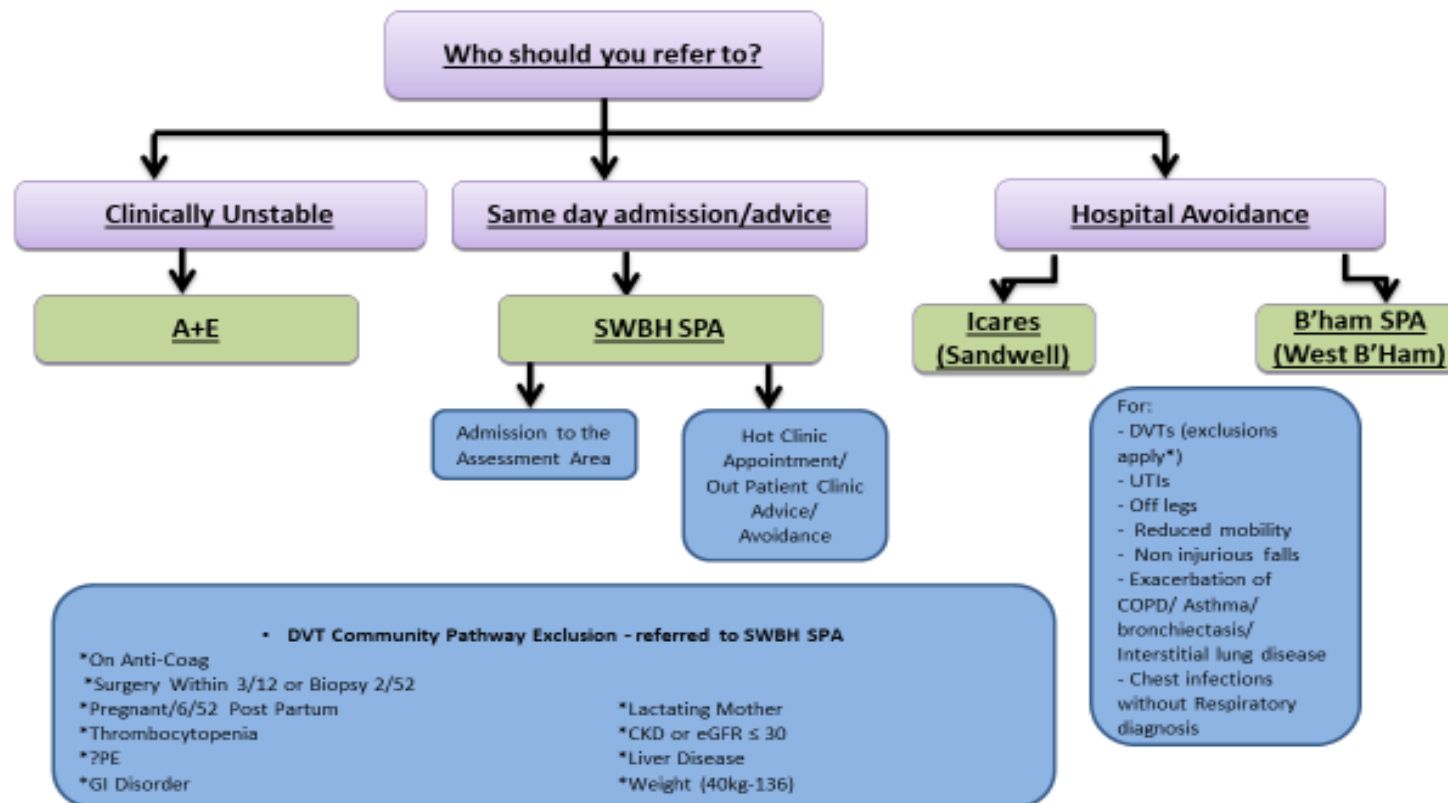 Who should you refer to?
Clinically Unstable
Same day admission/advice
Hospital Avoidance
A+E
SWBH SPA
Icares
(Sandwell)
B'ham SPA
(West B'Ham)
Admission to the
Assessment Area
Hot Clinic
Appointment/
Out Patient Clinic
Advice/
Avoidance
For:
- DVTs (exclusions
apply*)
- UTIs
- Off legs
- Reduced mobility
- Non injurious falls
- Exacerbation of
COPD/ Asthma/
bronchiectasis/
Interstitial lung disease
- Chest infections
without Respiratory
diagnosis
• DVT Community Pathway Exclusion - referred to SWBH SPA
*On Anti-Coag
*Surgery Within 3/12 or Biopsy 2/52
*Pregnant/6/52 Post Partum
*Thrombocytopenia
*?PE
*GI Disorder
*Lactating Mother
*CKD or eGFR ≤ 30
*Liver Disease
*Weight (40kg-136)